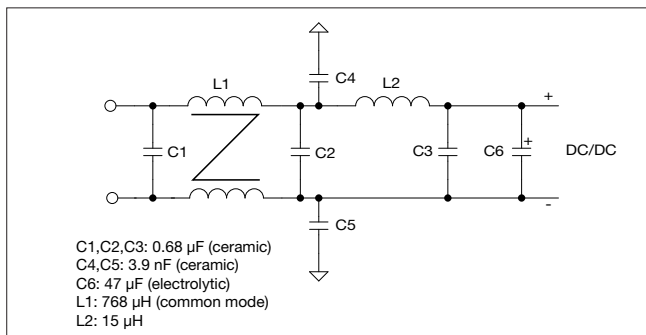 C4
L1
L2
+
C1
C2
C3
C6
+
DC/DC
-
C5
C1,C2,C3: 0.68 µF (ceramic)
C4,C5: 3.9 nF (ceramic)
C6: 47 µF (electrolytic)
L1: 768 µH (common mode)
L2: 15 µH